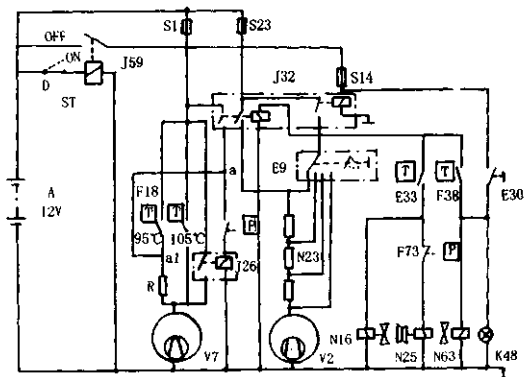 S1 S23
OFF
ON J59 J32 S14
D
ST
E9
a
F18 T T E33 T F38 E30
A
12V
95℃ 105℃ P
F73 P
a1 J26 N23
R
N16 N25 N63 K48
V7 V2